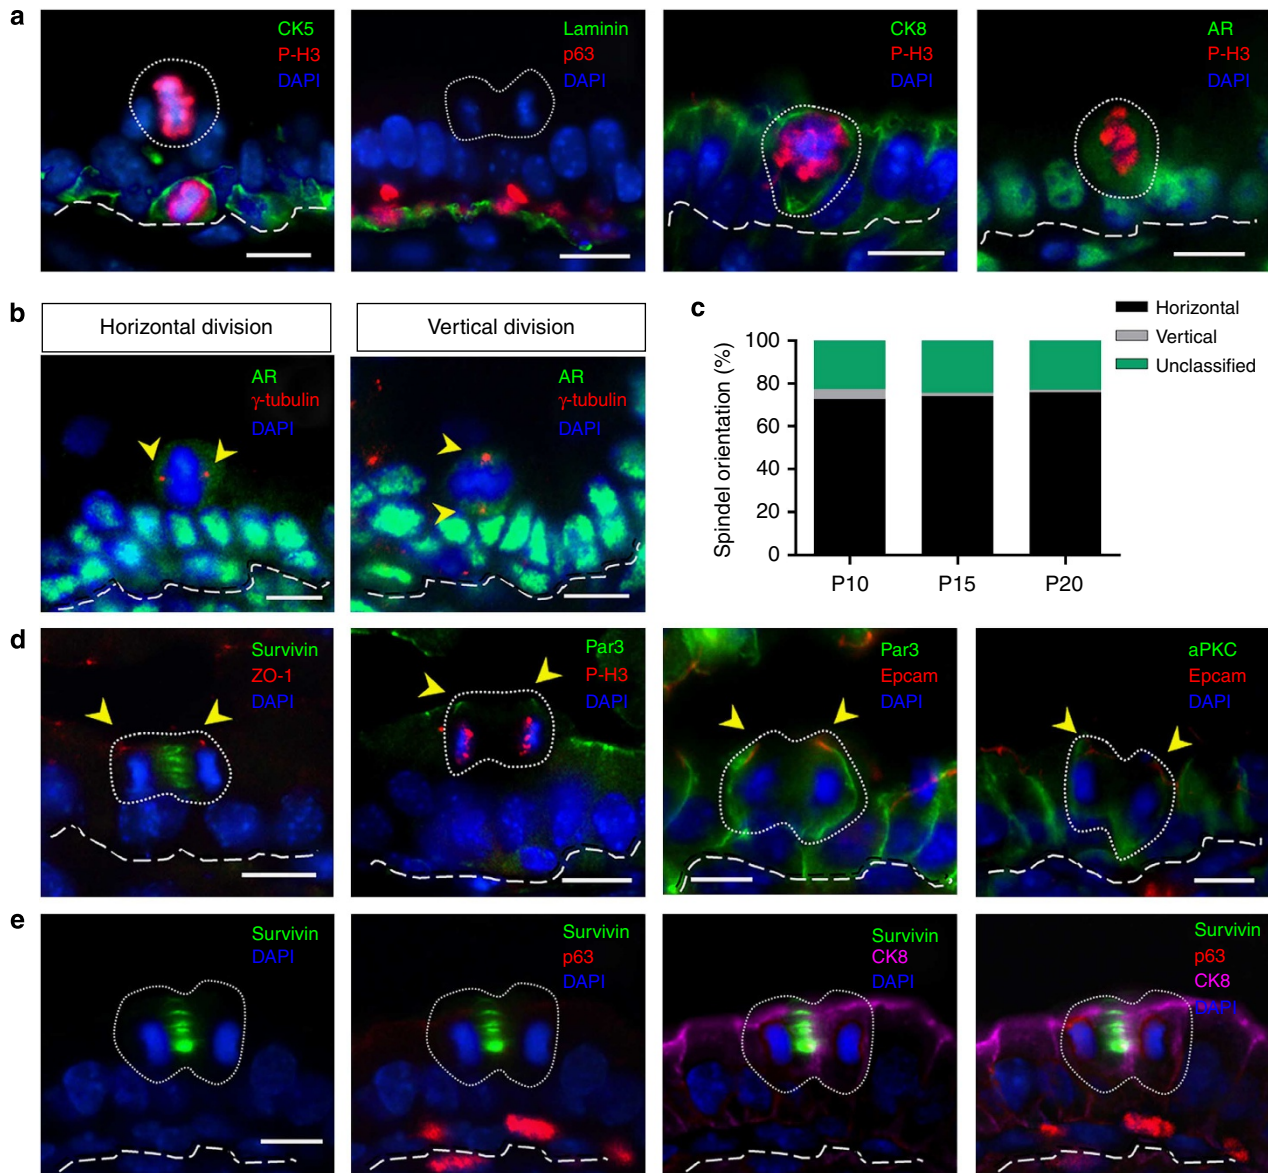 a
CK5
P-H3
DAPI
Laminin
p63
CK8
P-H3
DAPI
AR
P-H3
DAPI
b
Horizontal division
Vertical division
AR
γ-tubulin
DAPI
AR
γ-tubulin
DAPI
c
Horizontal
Vertical
Unclassified
Spindel orientation (%)
100
80
60
40
20
0
P10
P15
P20
d
Survivin
ZO-1
DAPI
Par3
P-H3
DAPI
Par3
Epcam
DAPI
aPKC
Epcam
DAPI
e
Survivin
DAPI
Survivin
p63
DAPI
Survivin
CK8
DAPI
Survivin
p63
CK8
DAPI